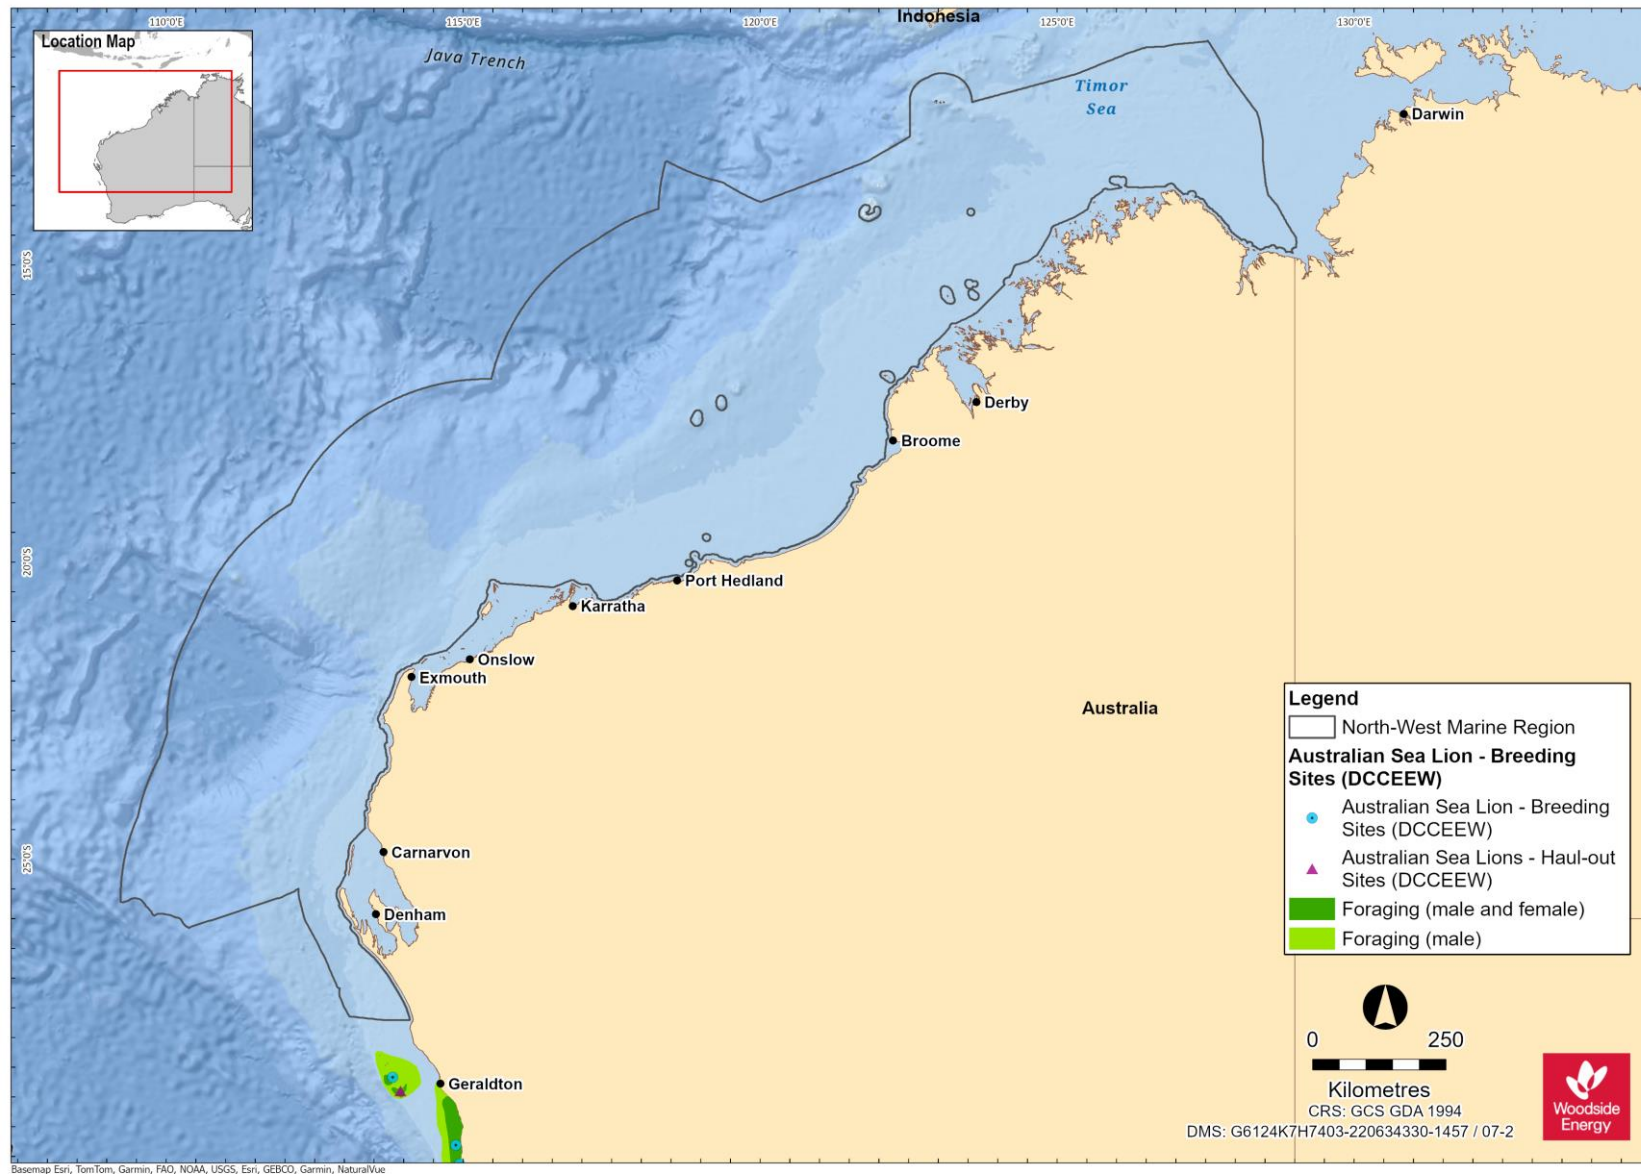 110°0'E
115°0'E
120°0'E
125°0'E
130°0'E
Indonesia
Location Map
Java Trench
Timor
Sea
Darwin
15°0'S
Derby
Broome
20°0'S
Port Hedland
Karratha
Onslow
Exmouth
Australia
25°0'S
Carnarvon
Denham
Geraldton
Legend
North-West Marine Region
Australian Sea Lion - Breeding
Sites (DCCEEW)
Australian Sea Lion - Breeding
Sites (DCCEEW)
Australian Sea Lions - Haul-out
Sites (DCCEEW)
Foraging (male and female)
Foraging (male)
0 250
Kilometres
CRS: GCS GDA 1994
DMS: G6124K7H7403-220634330-1457 / 07-2
Woodside
Energy
Basemap Esri, TomTom, Garmin, FAO, NOAA, USGS, Esri, GEBCO, Garmin, NaturalVue